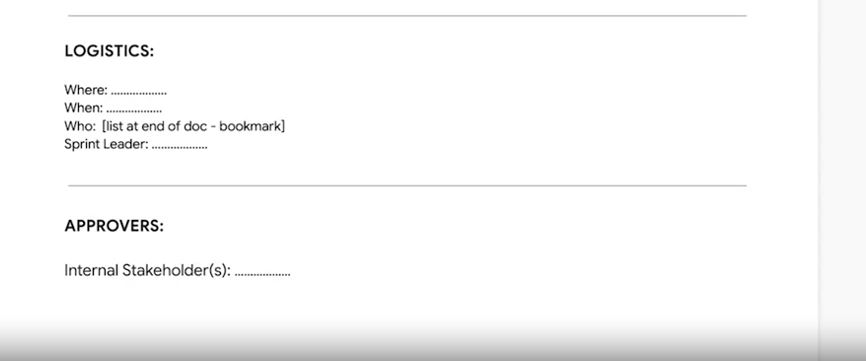 LOGISTICS:
Where: ..................
When: ..................
Who: [list at end of doc - bookmark]
Sprint Leader: ..................
APPROVERS:
Internal Stakeholder(s): ..................